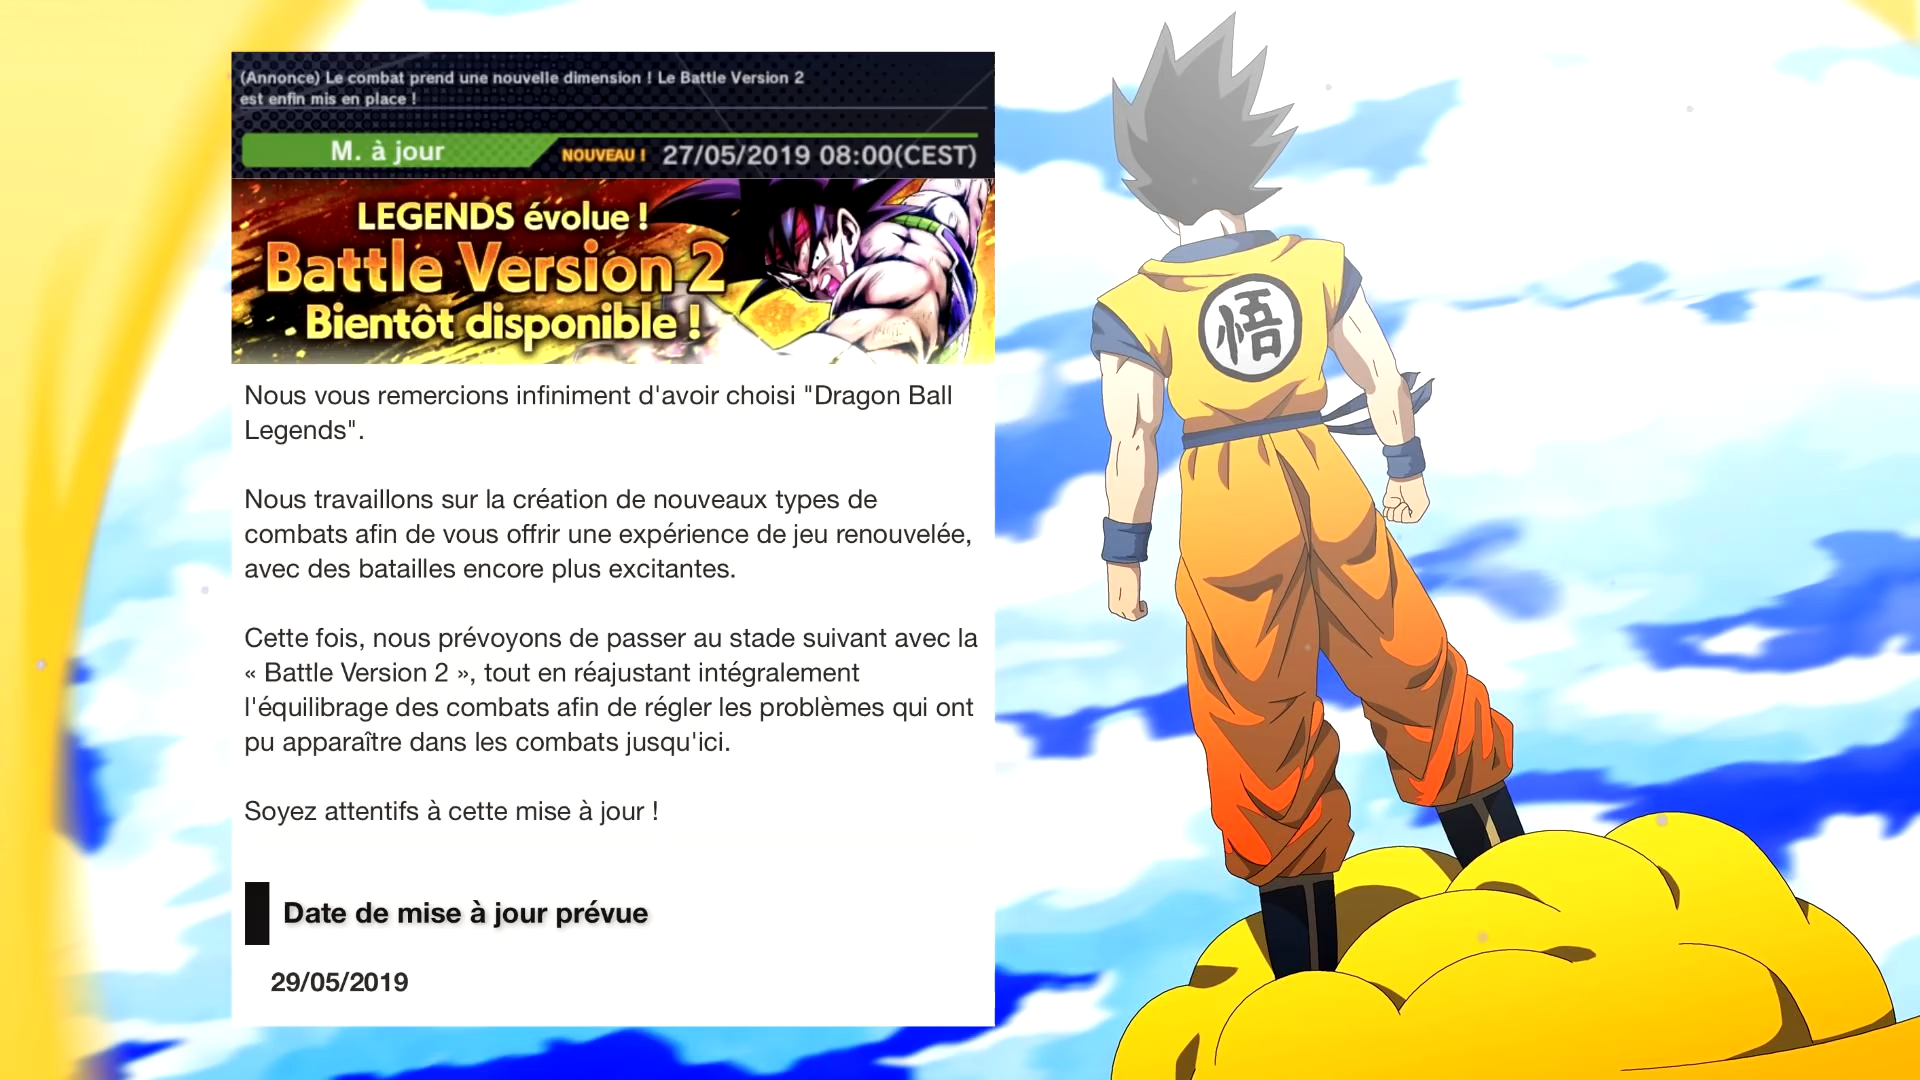 (Annonce) Le combat prend une nouvelle dimension ! Le Battle Version 2
est enfin mis en place !
M. à jour
NOUVEAU !
27/05/2019 08:00(CEST)
LEGENDS évolue !
Battle Version 2
Bientôt disponible !
Nous vous remercions infiniment d'avoir choisi "Dragon Ball
Legends".
Nous travaillons sur la création de nouveaux types de
combats afin de vous offrir une expérience de jeu renouvelée,
avec des batailles encore plus excitantes.
Cette fois, nous prévoyons de passer au stade suivant avec la
« Battle Version 2 », tout en réajustant intégralement
l'équilibrage des combats afin de régler les problèmes qui ont
pu apparaître dans les combats jusqu'ici.
Soyez attentifs à cette mise à jour !
Date de mise à jour prévue
29/05/2019
悟